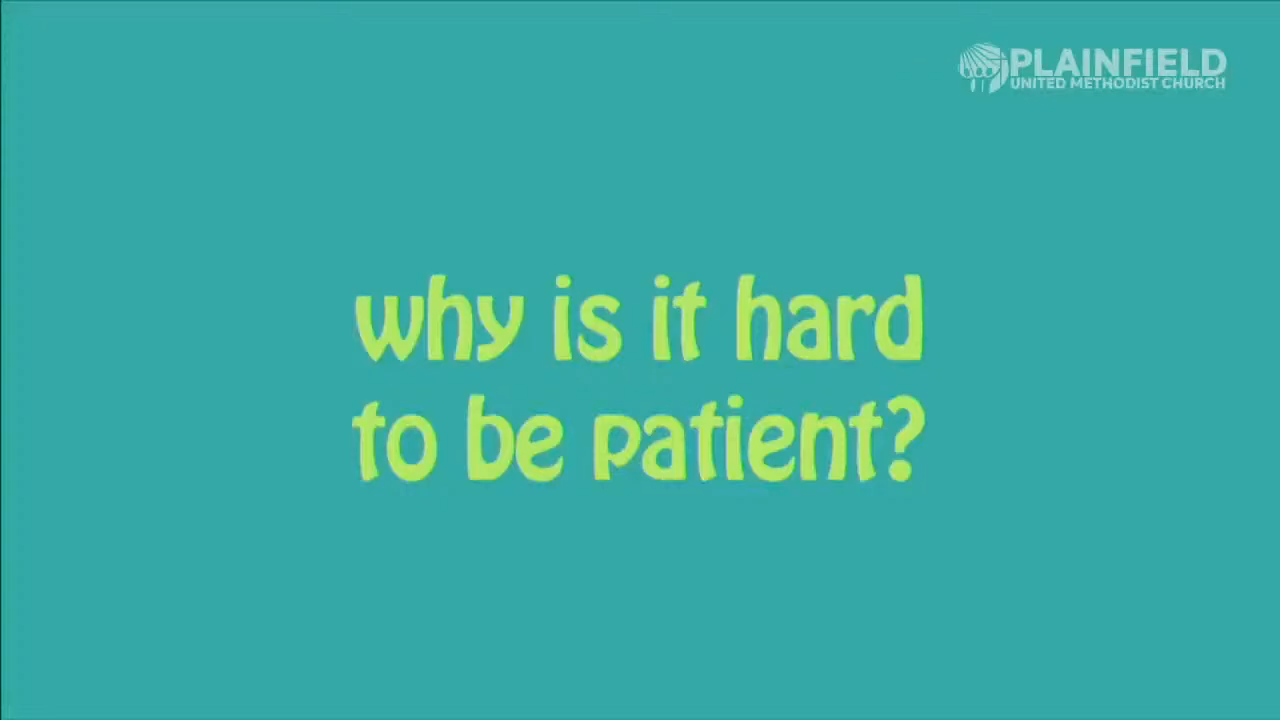 PLAINFIELD
UNITED METHODIST CHURCH
why is it hard
to be patient?